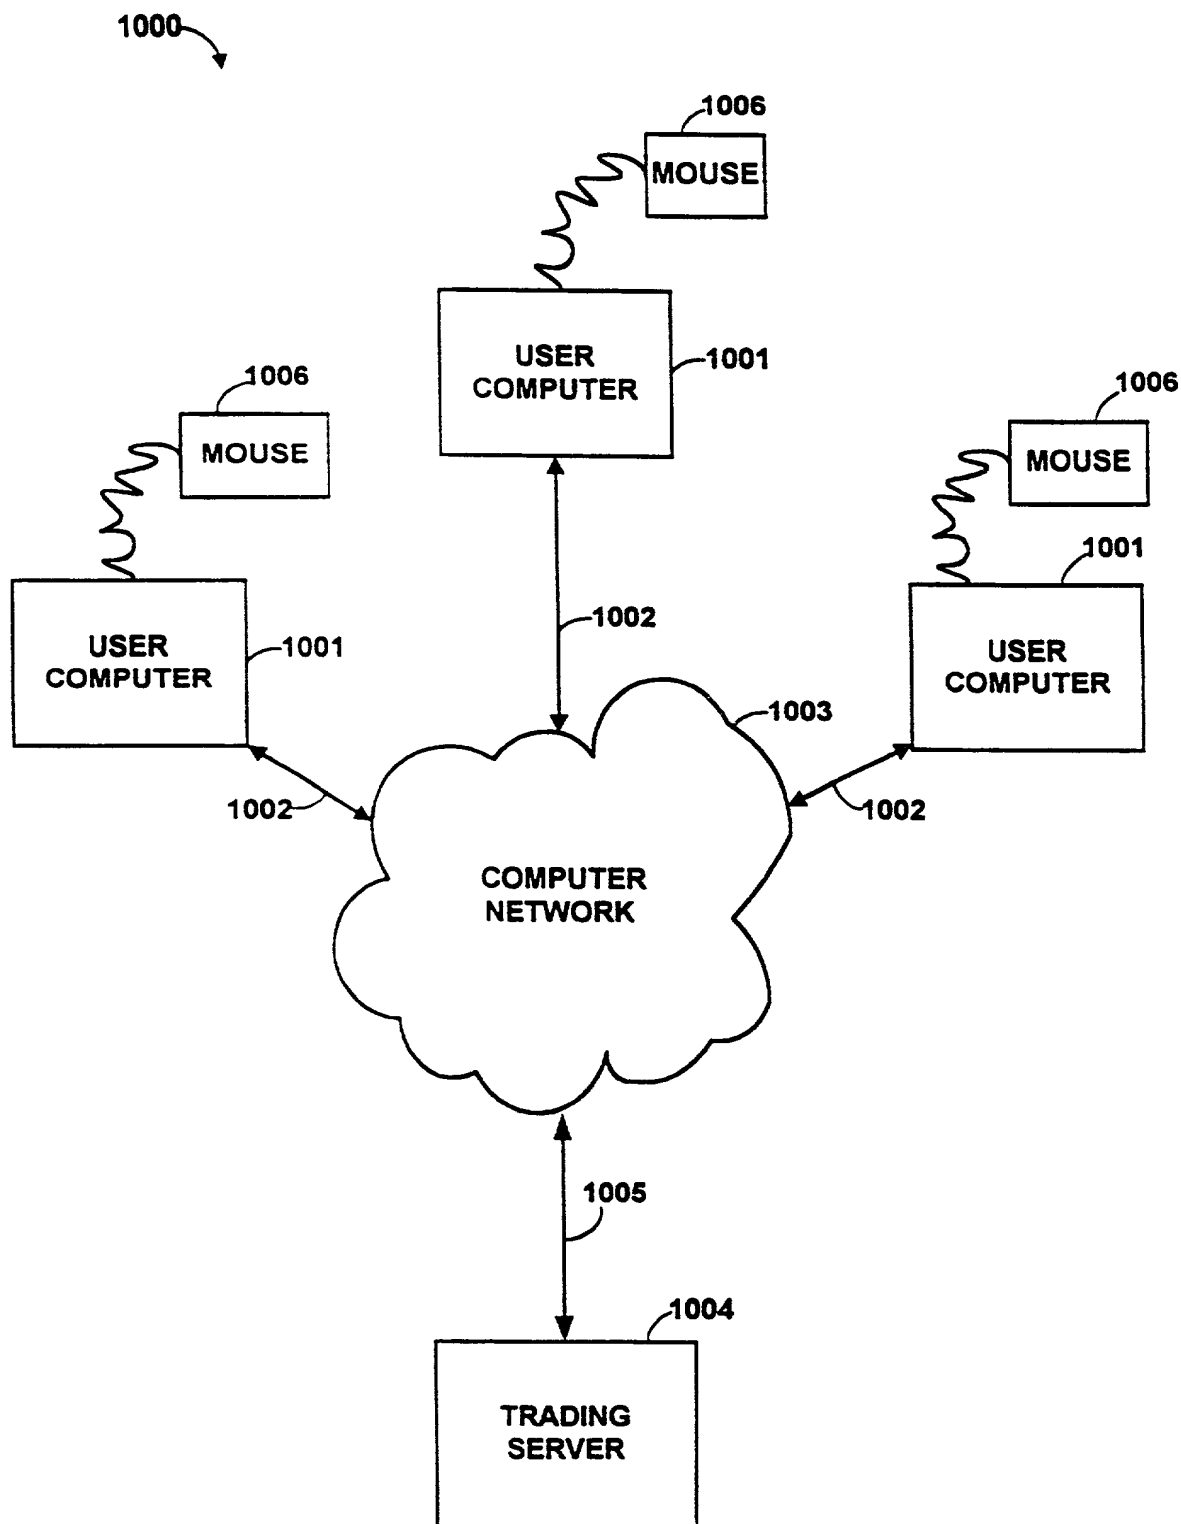 1000
1006
MOUSE
USER
COMPUTER
1001
1006
MOUSE
1006
MOUSE
1001
USER
COMPUTER
1001
USER
COMPUTER
1002
1003
1002
1002
COMPUTER
NETWORK
1005
1004
TRADING
SERVER